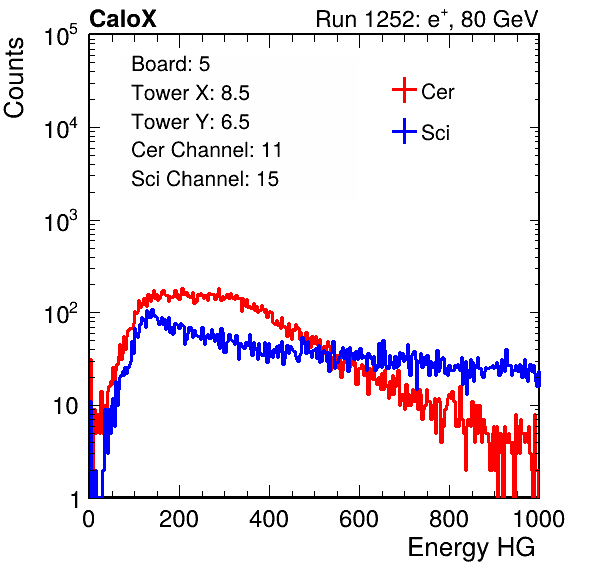 CaloX Run 1252: e⁺, 80 GeV
Counts
Board: 5
Tower X: 8.5
Tower Y: 6.5
Cer Channel: 11
Sci Channel: 15
Cer
Sci
10⁵
10⁴
10³
10²
10
1
0 200 400 600 800 1000
Energy HG